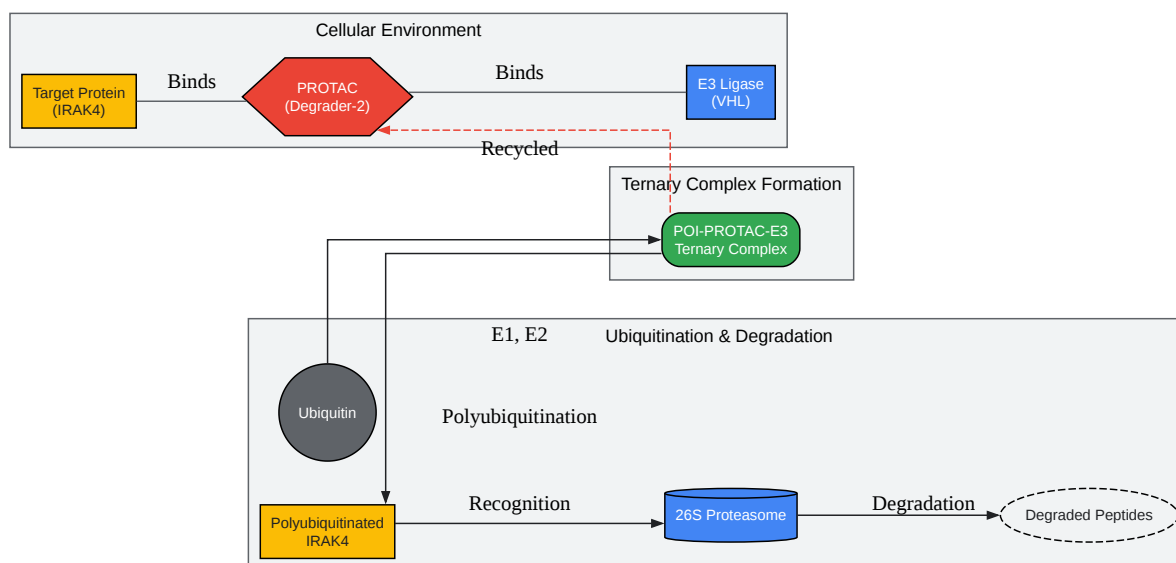 Cellular Environment
Target Protein
(IRAK4)
Binds
PROTAC
(Degrader-2)
Binds
E3 Ligase
(VHL)
Recycled
Ternary Complex Formation
POI-PROTAC-E3
Ternary Complex
E1, E2
Ubiquitination & Degradation
Ubiquitin
Polyubiquitination
Polyubiquitinated
IRAK4
Recognition
26S Proteasome
Degradation
Degraded Peptides